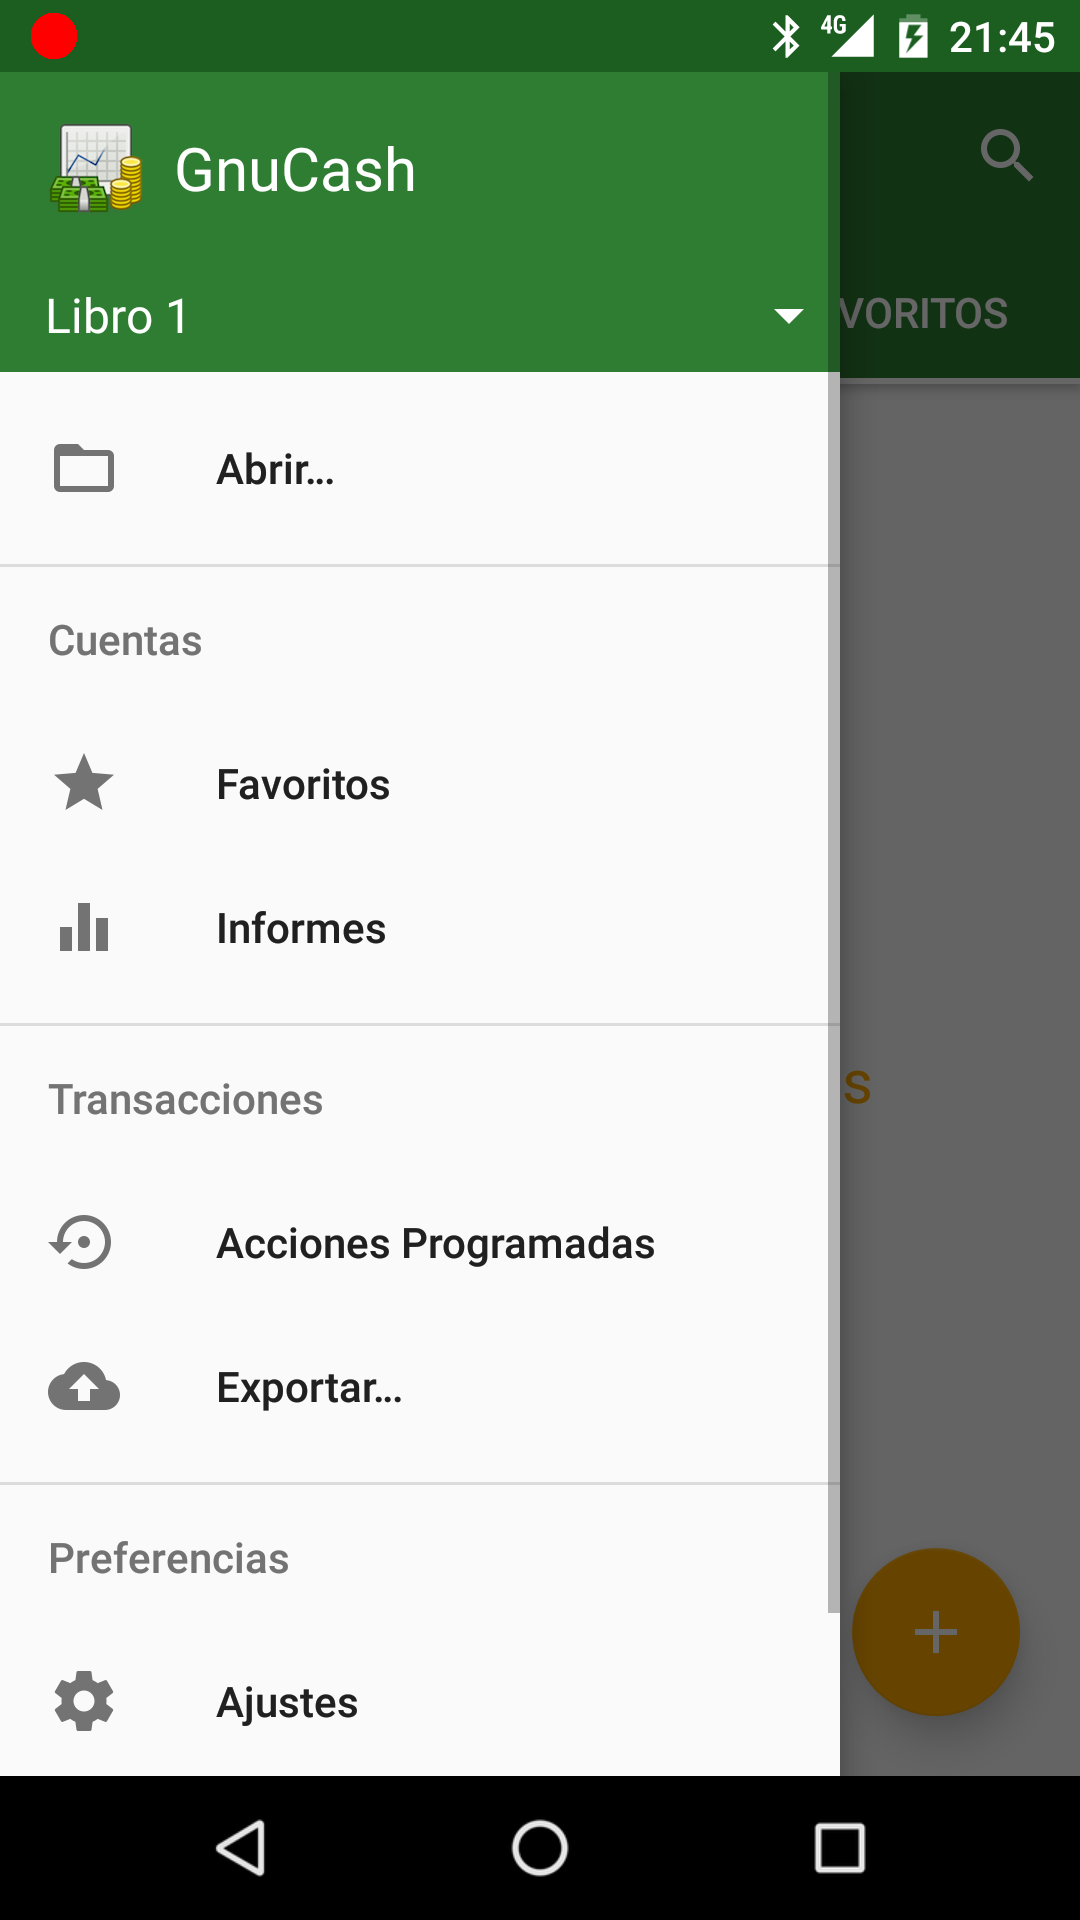 4G 21:45
GnuCash
Libro 1
VORITOS
Abrir...
Cuentas
Favoritos
Informes
Transacciones
S
Acciones Programadas
Exportar...
Preferencias
Ajustes